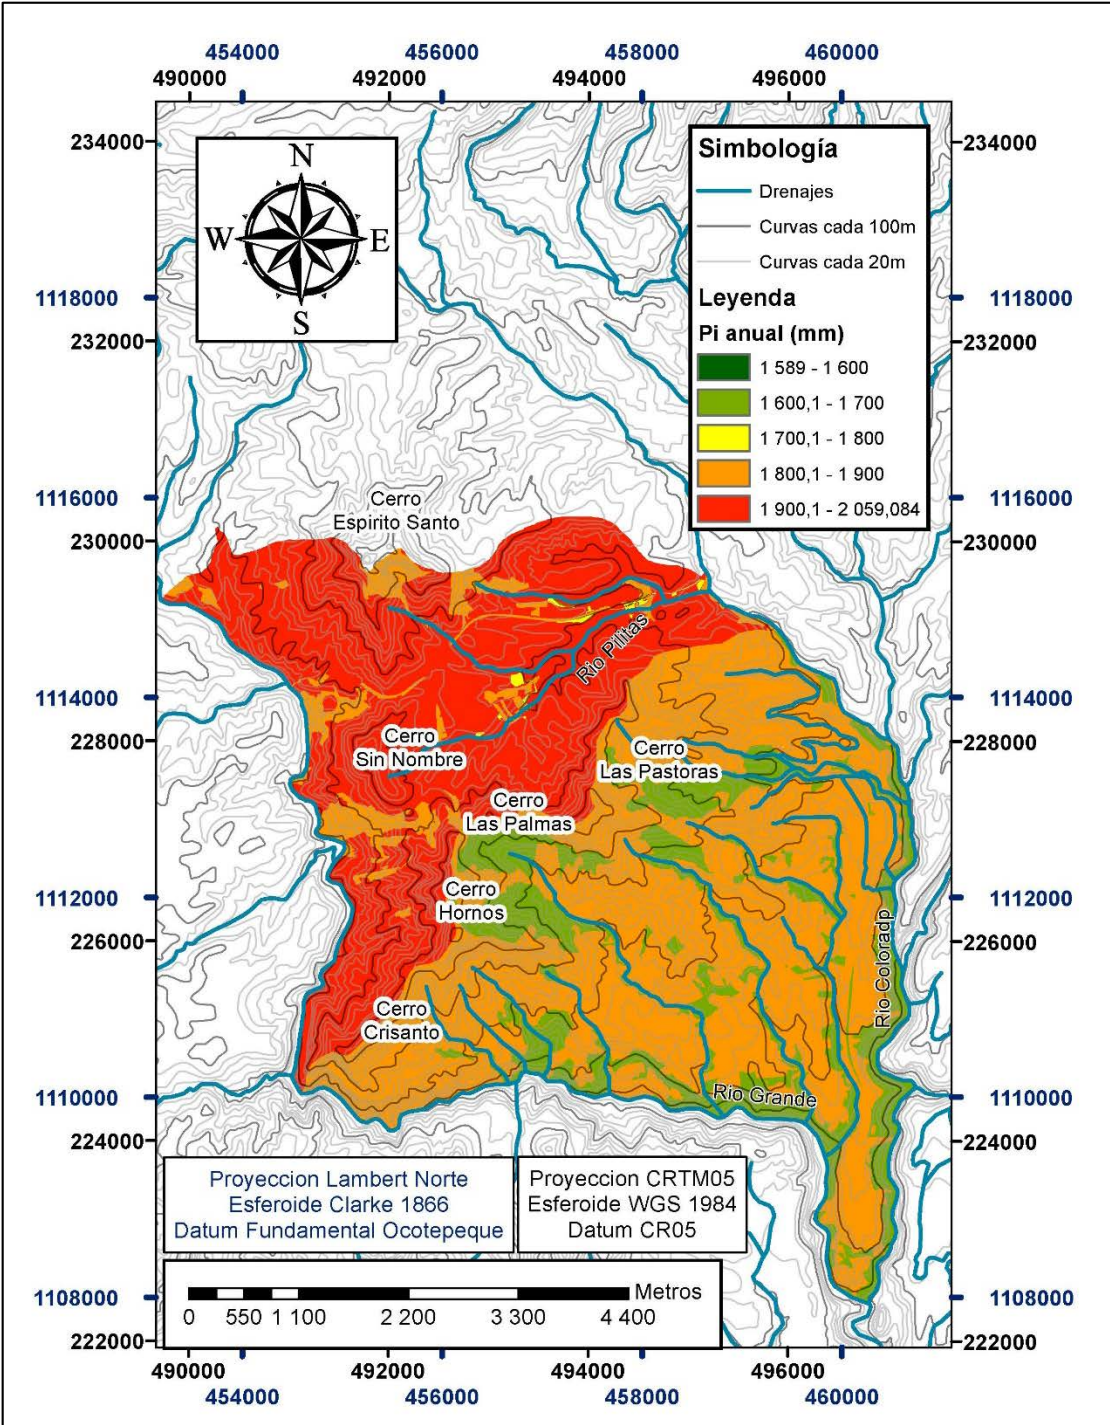 454000 456000 458000 460000
490000 492000 494000 496000
234000 234000
N
W E
S
Simbología
Drenajes
Curvas cada 100m
Curvas cada 20m
Leyenda
Pi anual (mm)
1 589 - 1 600
1 600,1 - 1 700
1 700,1 - 1 800
1 800,1 - 1 900
1 900,1 - 2 059,084
1118000 1118000
232000 232000
1116000 1116000
Cerro
Espirito Santo
230000 230000
Rio Pilitas
1114000 1114000
228000 228000
Cerro
Sin Nombre
Cerro
Las Pastoras
Cerro
Las Palmas
Cerro
Hornos
1112000 1112000
226000 226000
Rio Coloradp
Cerro
Crisanto
Rio Grande
1110000 1110000
224000 224000
Proyeccion Lambert Norte
Esferoide Clarke 1866
Datum Fundamental Ocotepeque
Proyeccion CRTM05
Esferoide WGS 1984
Datum CR05
Metros
0 550 1 100 2 200 3 300 4 400
1108000 1108000
222000 222000
490000 492000 494000 496000
454000 456000 458000 460000